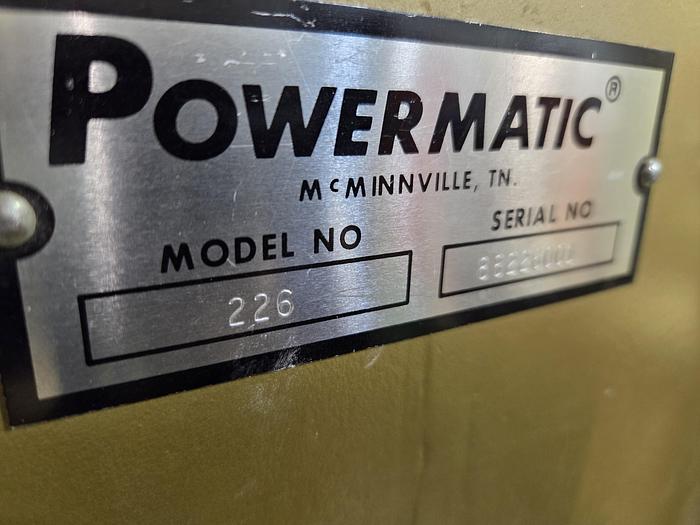 POWERMATIC®
McMINNVILLE, TN.
MODEL NO
226
SERIAL NO